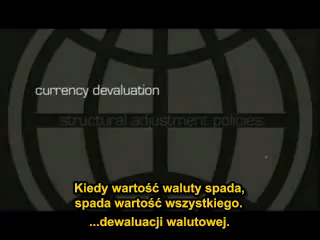 currency devaluation
structural adjustment policies
Kiedy wartość waluty spada,
spada wartość wszystkiego.
...dewaluacji walutowej.